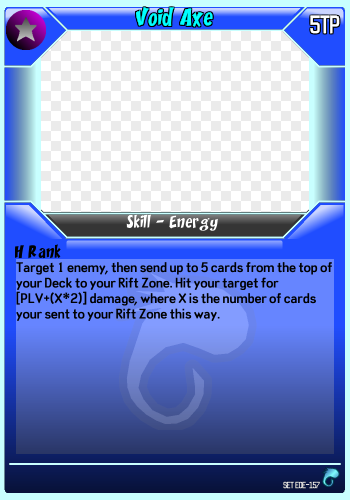 Void Axe
5TP
Skill - Energy
H Rank
Target 1 enemy, then send up to 5 cards from the top of
your Deck to your Rift Zone. Hit your target for
[PLV+(X*2)] damage, where X is the number of cards
your sent to your Rift Zone this way.
SET EDE-157